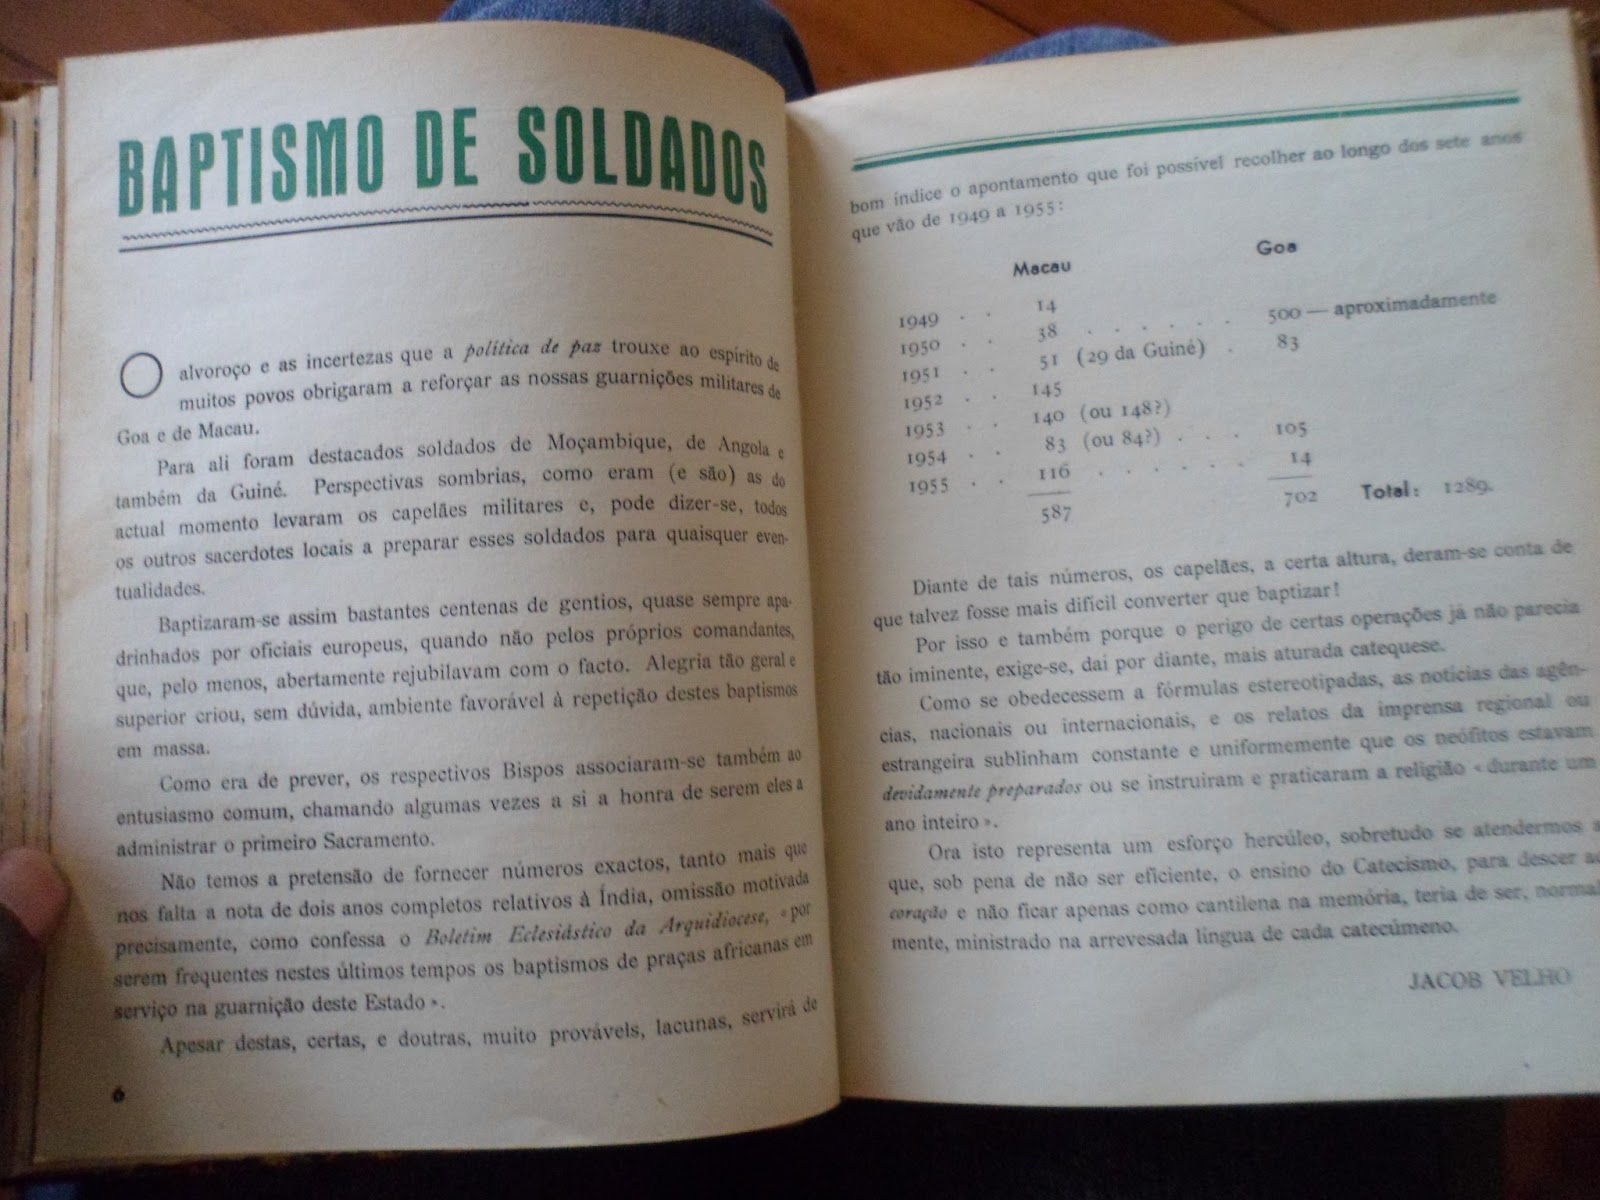 BAPTISMO DE SOLDADOS
O alvoroço e as incertezas que a política de paz trouxe ao espírito de
muitos povos obrigaram a reforçar as nossas guarnições militares de
Goa e de Macau.
Para ali foram destacados soldados de Moçambique, de Angola e
também da Guiné. Perspectivas sombrias, como eram (e são) as do
actual momento levaram os capelães militares e, pode dizer-se, todos
os outros sacerdotes locais a preparar esses soldados para quaisquer even-
tualidades.
Baptizaram-se assim bastantes centenas de gentios, quase sempre apa-
drinhados por oficiais europeus, quando não pelos próprios comandantes,
que, pelo menos, abertamente rejubilavam com o facto. Alegria tão geral e
superior criou, sem dúvida, ambiente favorável à repetição destes baptismos
em massa.
Como era de prever, os respectivos Bispos associaram-se também ao
entusiasmo comum, chamando algumas vezes a si a honra de serem eles a
administrar o primeiro Sacramento.
Não temos a pretensão de fornecer números exactos, tanto mais que
nos falta a nota de dois anos completos relativos à Índia, omissão motivada
precisamente, como confessa o Boletim Eclesiástico da Arquidiocese, «por
serem frequentes nestes últimos tempos os baptismos de praças africanas em
serviço na guarnição deste Estado».
Apesar destas, certas, e doutras, muito prováveis, lacunas, servirá de
6
bom índice o apontamento que foi possível recolher ao longo dos sete anos
que vão de 1949 a 1955:
Macau Goa
1949 . . 14
1950 . . 38 . . . . . . 500 — aproximadamente
1951 . . 51 (29 da Guiné) . 83
1952 . . 145
1953 . . 140 (ou 148?)
1954 . . 83 (ou 84?) . . . 105
1955 . . 116 . . . . . . 14
587 702 Total: 1289.
Diante de tais números, os capelães, a certa altura, deram-se conta de
que talvez fosse mais difícil converter que baptizar!
Por isso e também porque o perigo de certas operações já não parecia
tão iminente, exige-se, daí por diante, mais aturada catequese.
Como se obedecessem a fórmulas estereotipadas, as notícias das agên-
cias, nacionais ou internacionais, e os relatos da imprensa regional ou
estrangeira sublinham constante e uniformemente que os neófitos estavam
devidamente preparados ou se instruiram e praticaram a religião «durante um
ano inteiro».
Ora isto representa um esforço hercúleo, sobretudo se atendermos a
que, sob pena de não ser eficiente, o ensino do Catecismo, para descer ao
coração e não ficar apenas como cantilena na memória, teria de ser, normal-
mente, ministrado na arrevesada língua de cada catecúmeno.
JACOB VELHO